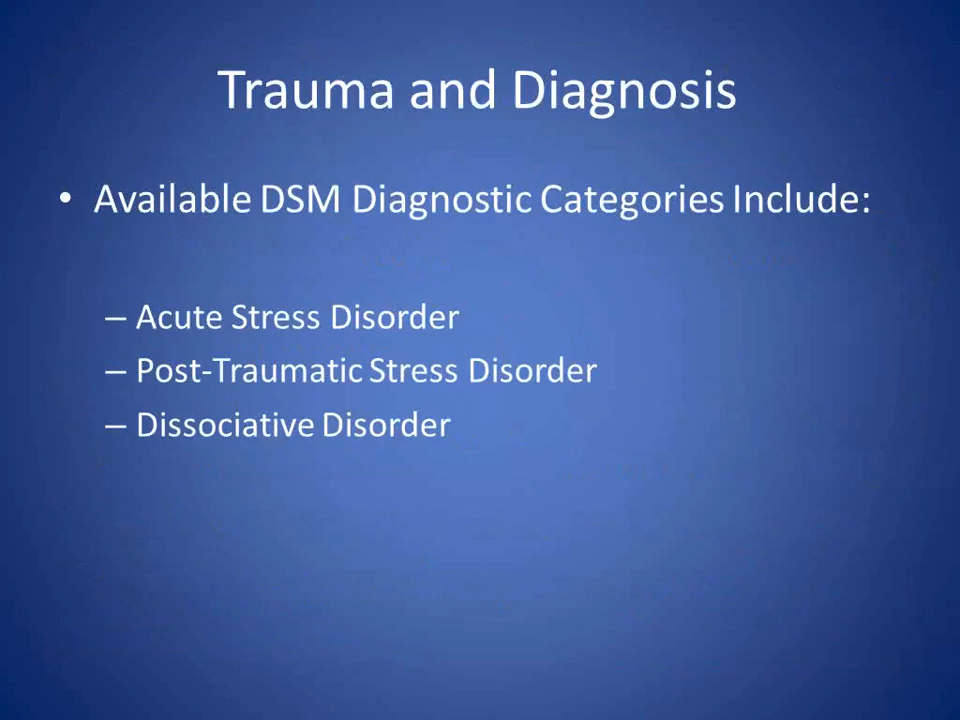 Trauma and Diagnosis
• Available DSM Diagnostic Categories Include:
– Acute Stress Disorder
– Post-Traumatic Stress Disorder
– Dissociative Disorder